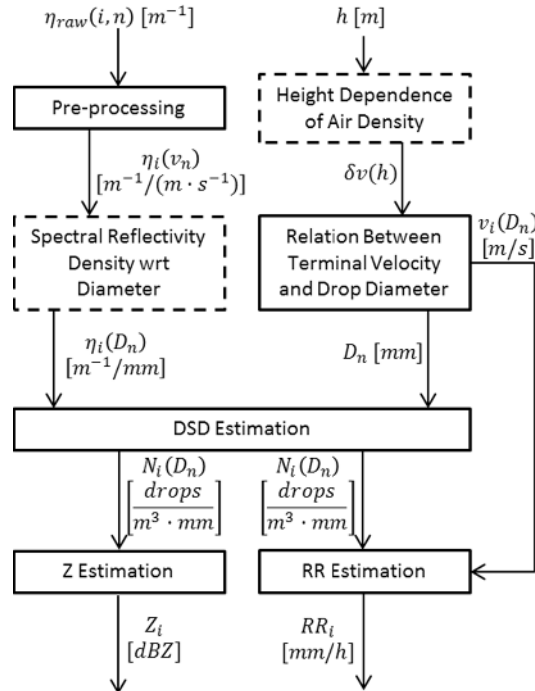 η_raw(i,n) [m⁻¹]
h [m]
Pre-processing
Height Dependence
of Air Density
η_i(v_n)
[m⁻¹/(m · s⁻¹)]
δv(h)
Spectral Reflectivity
Density wrt
Diameter
Relation Between
Terminal Velocity
and Drop Diameter
v_i(D_n)
[m/s]
η_i(D_n)
[m⁻¹/mm]
D_n [mm]
DSD Estimation
N_i(D_n)
[drops
m³ · mm]
N_i(D_n)
[drops
m³ · mm]
Z Estimation
RR Estimation
Z_i
[dBZ]
RR_i
[mm/h]